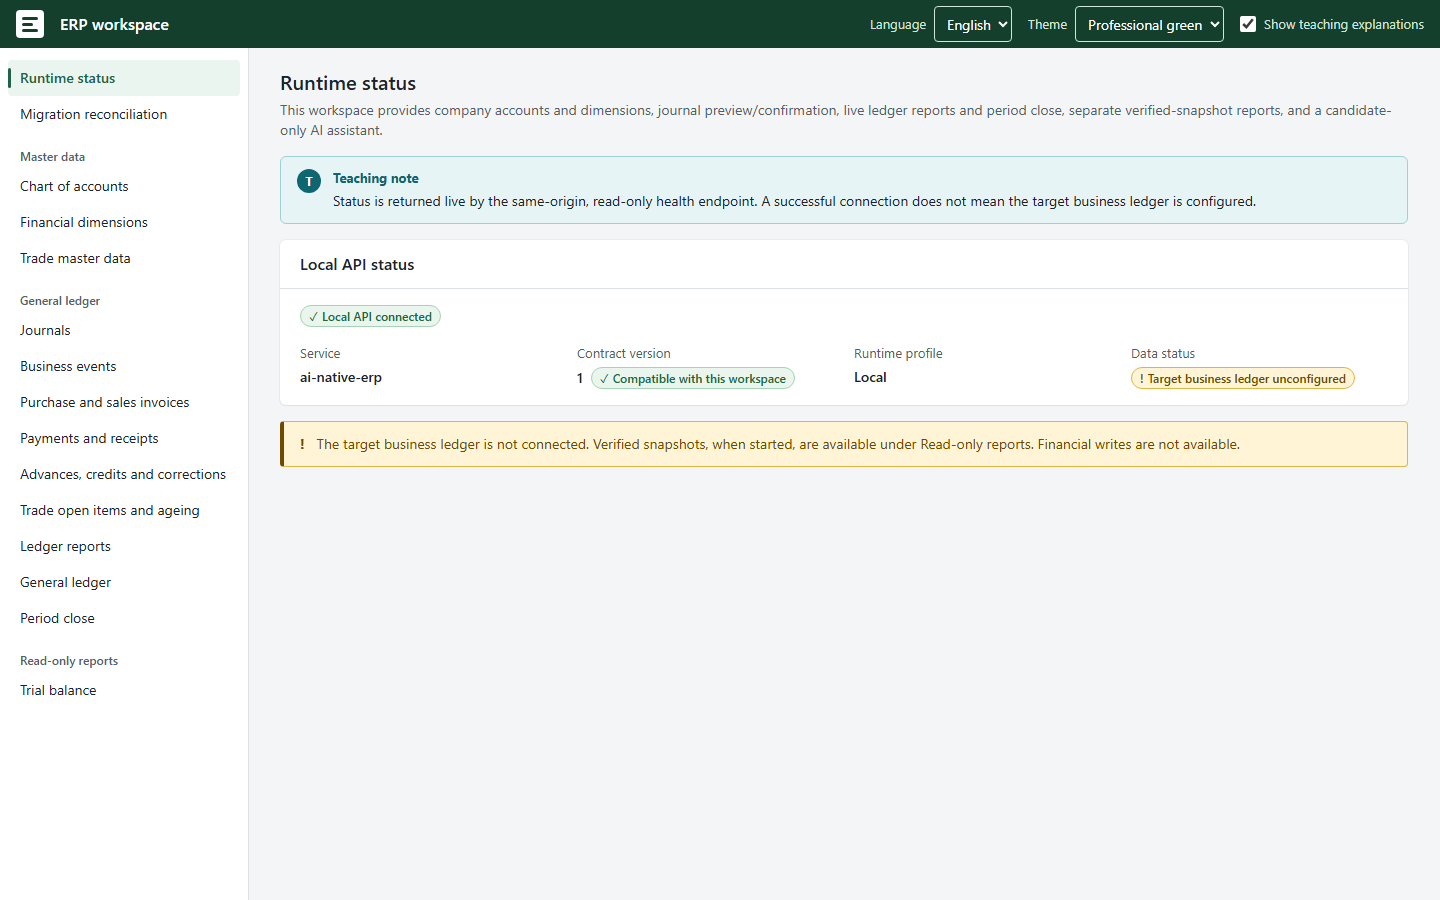 ERP workspace
Language
English
Theme
Professional green
Show teaching explanations
Runtime status
Migration reconciliation
Master data
Chart of accounts
Financial dimensions
Trade master data
General ledger
Journals
Business events
Purchase and sales invoices
Payments and receipts
Advances, credits and corrections
Trade open items and ageing
Ledger reports
General ledger
Period close
Read-only reports
Trial balance
Runtime status
This workspace provides company accounts and dimensions, journal preview/confirmation, live ledger reports and period close, separate verified-snapshot reports, and a candidate-
only AI assistant.
T
Teaching note
Status is returned live by the same-origin, read-only health endpoint. A successful connection does not mean the target business ledger is configured.
Local API status
✓ Local API connected
Service
ai-native-erp
Contract version
1 ✓ Compatible with this workspace
Runtime profile
Local
Data status
! Target business ledger unconfigured
! The target business ledger is not connected. Verified snapshots, when started, are available under Read-only reports. Financial writes are not available.